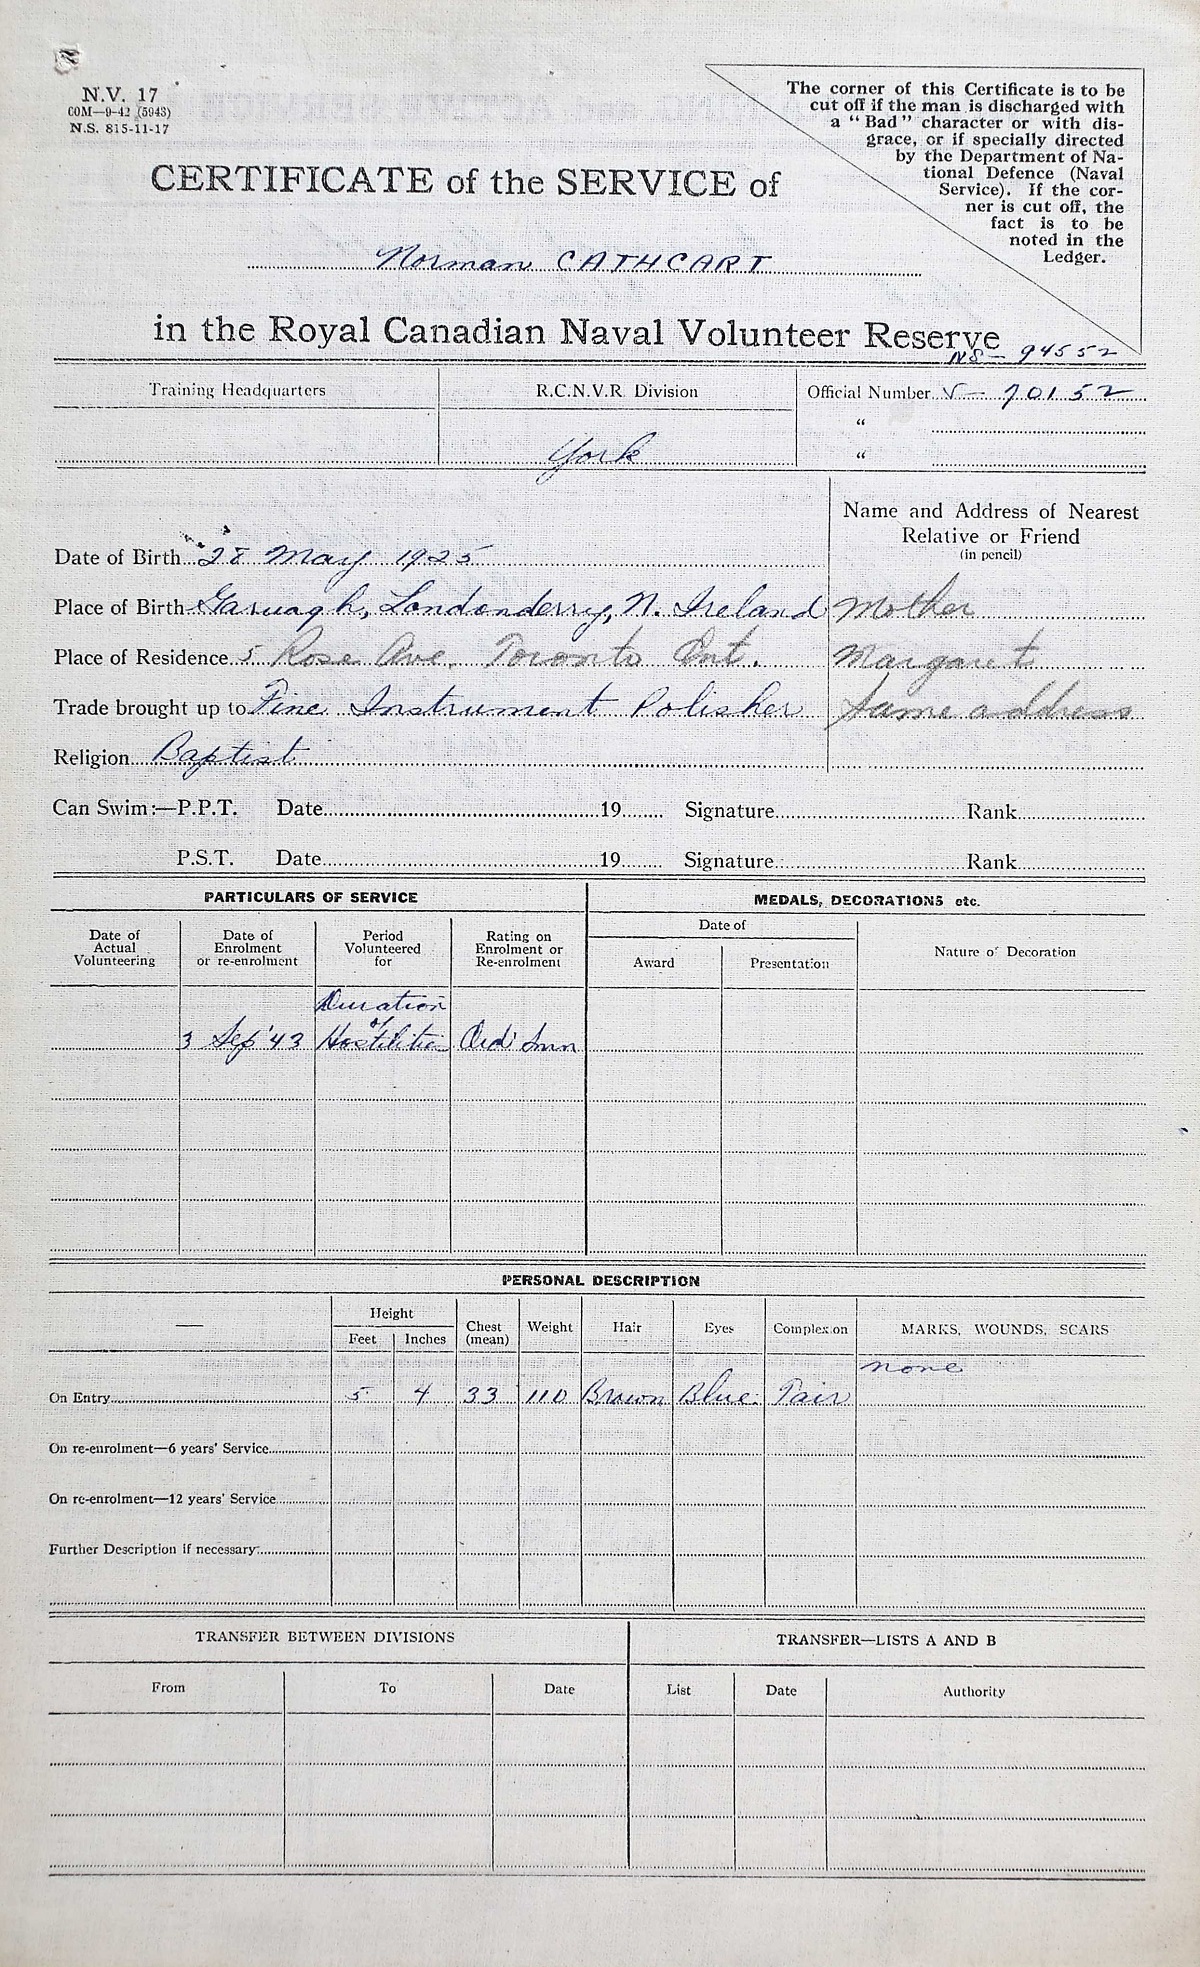 N.V. 17
60M—9-42 (5943)
N.S. 815-11-17
The corner of this Certificate is to be
cut off if the man is discharged with
a “Bad” character or with dis-
grace, or if specially directed
by the Department of Na-
tional Defence (Naval
Service). If the cor-
ner is cut off, the
fact is to be
noted in the
Ledger.
CERTIFICATE of the SERVICE of
Norman CATHCART
in the Royal Canadian Naval Volunteer Reserve
NS - 94552
Training Headquarters R.C.N.V.R. Division Official Number V - 70152
“
York “
Name and Address of Nearest
Relative or Friend
(in pencil)
Date of Birth 28 May 1925
Place of Birth Garvagh, Londonderry, N. Ireland Mother
Place of Residence 5 Rose Ave. Toronto Ont. Margaret
Trade brought up to Fine Instrument Polisher Same address
Religion Baptist
Can Swim:—P.P.T. Date 19 Signature Rank
P.S.T. Date 19 Signature Rank
PARTICULARS OF SERVICE MEDALS, DECORATIONS etc.
Date of Actual Volunteering Date of Enrolment or re-enrolment Period Volunteered for Rating on Enrolment or Re-enrolment Date of Nature of Decoration
Award Presentation
Duration
of
3 Sep '43 Hostilities Ord Smn
PERSONAL DESCRIPTION
— Height Chest (mean) Weight Hair Eyes Complexion MARKS, WOUNDS, SCARS
Feet Inches
none
On Entry 5 4 33 110 Brown Blue Fair
On re-enrolment—6 years' Service
On re-enrolment—12 years' Service
Further Description if necessary
TRANSFER BETWEEN DIVISIONS TRANSFER—LISTS A AND B
From To Date List Date Authority